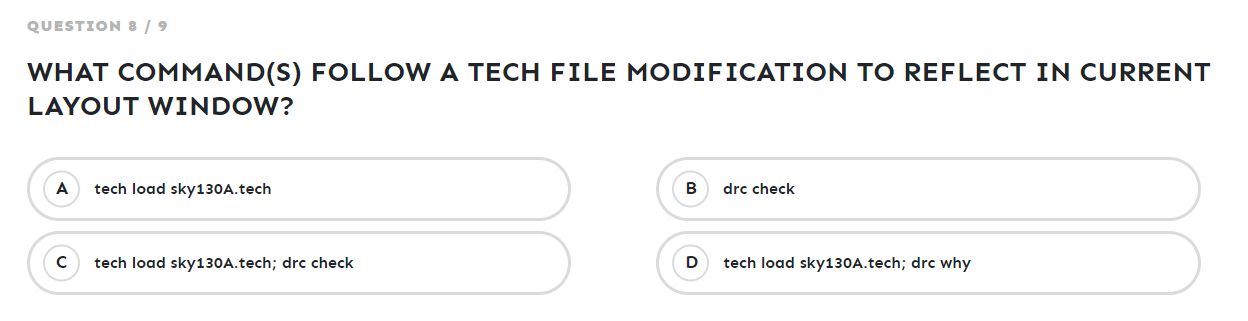 QUESTION 8 / 9
WHAT COMMAND(S) FOLLOW A TECH FILE MODIFICATION TO REFLECT IN CURRENT
LAYOUT WINDOW?
A tech load sky130A.tech
B drc check
C tech load sky130A.tech; drc check
D tech load sky130A.tech; drc why